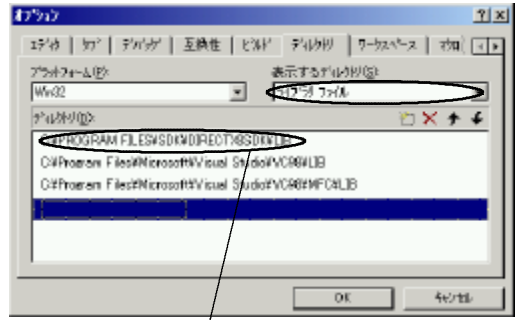 オプション
エディタ タブ デバッグ 互換性 ビルド ディレクトリ ワークスペース マクロ
プラットフォーム(P): 表示するディレクトリ(S):
Win32 ライブラリ ファイル
ディレクトリ(D):
C:¥PROGRAM FILES¥SDK¥DIRECTX8SDK¥LIB
C:¥Program Files¥Microsoft¥Visual Studio¥VC98¥LIB
C:¥Program Files¥Microsoft¥Visual Studio¥VC98¥MFC¥LIB
OK キャンセル